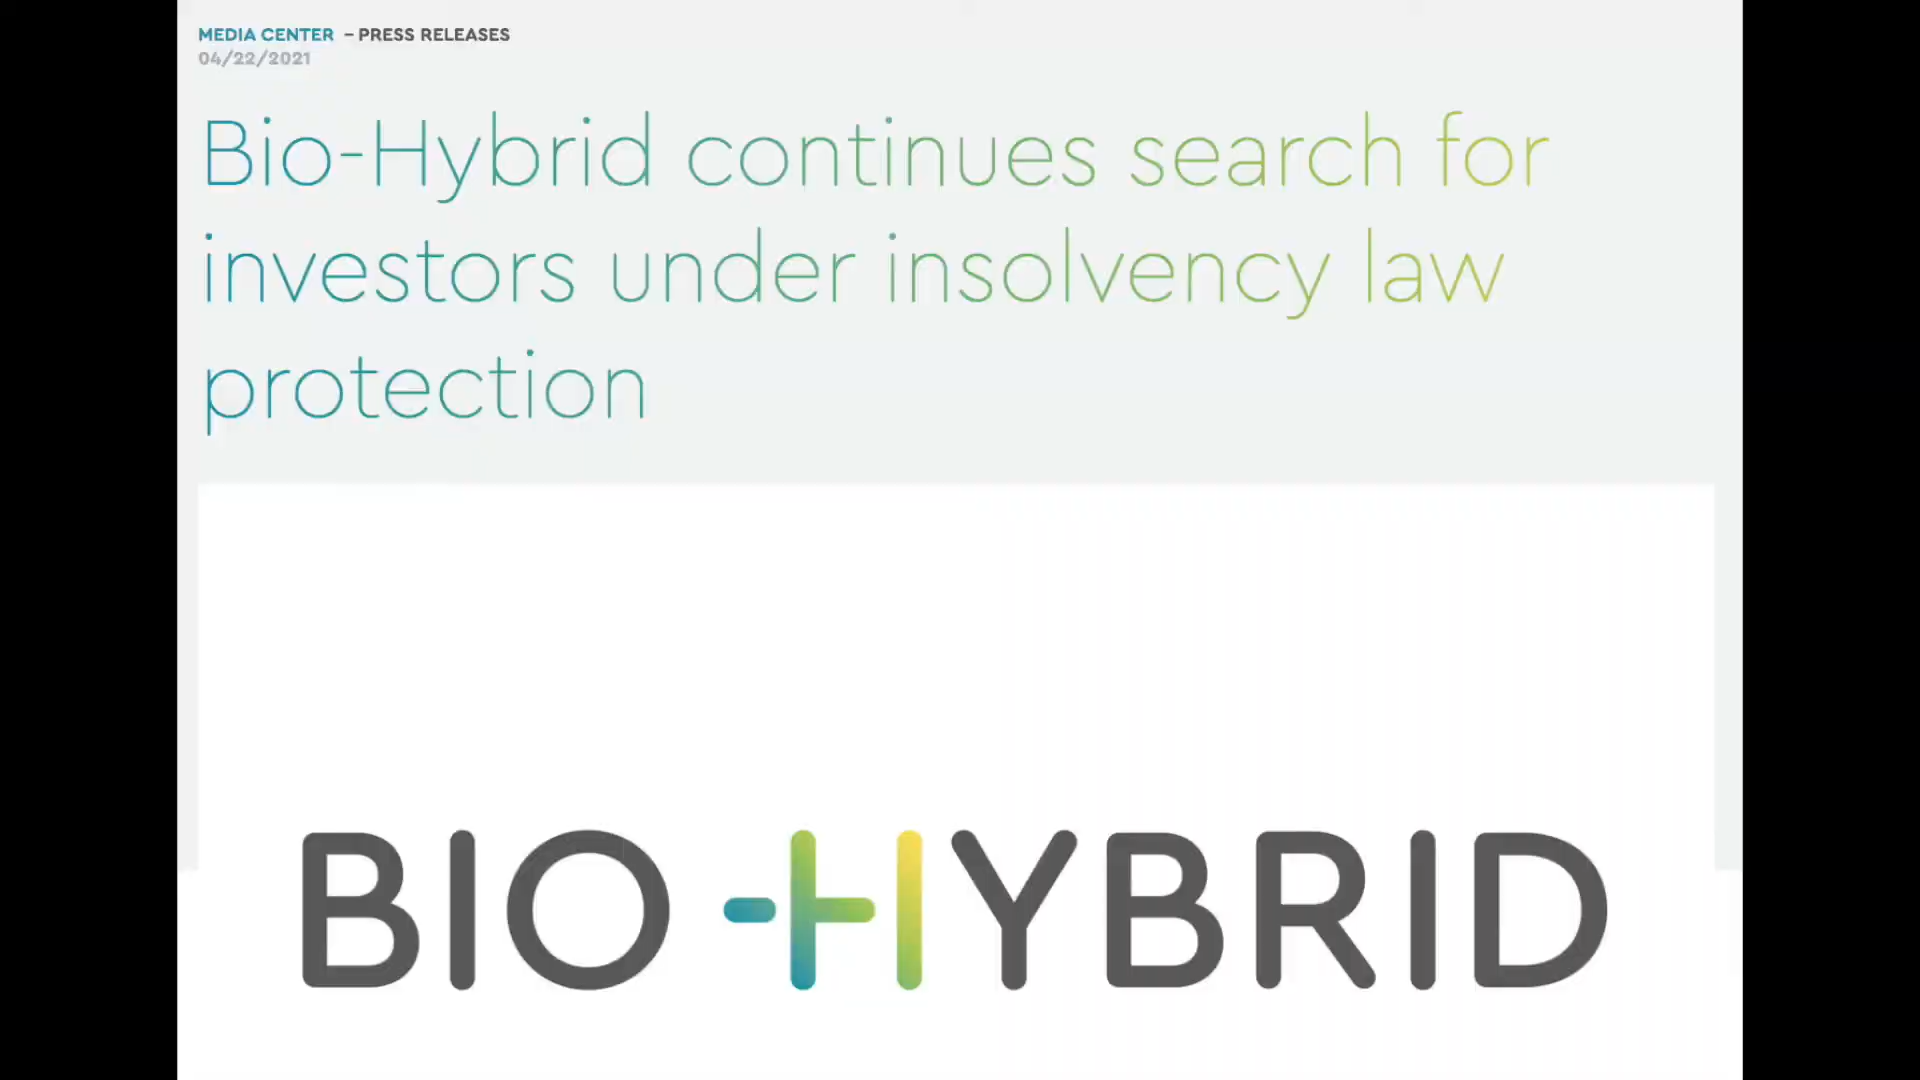 MEDIA CENTER – PRESS RELEASES
04/22/2021
Bio-Hybrid continues search for
investors under insolvency law
protection
BIO-HYBRID